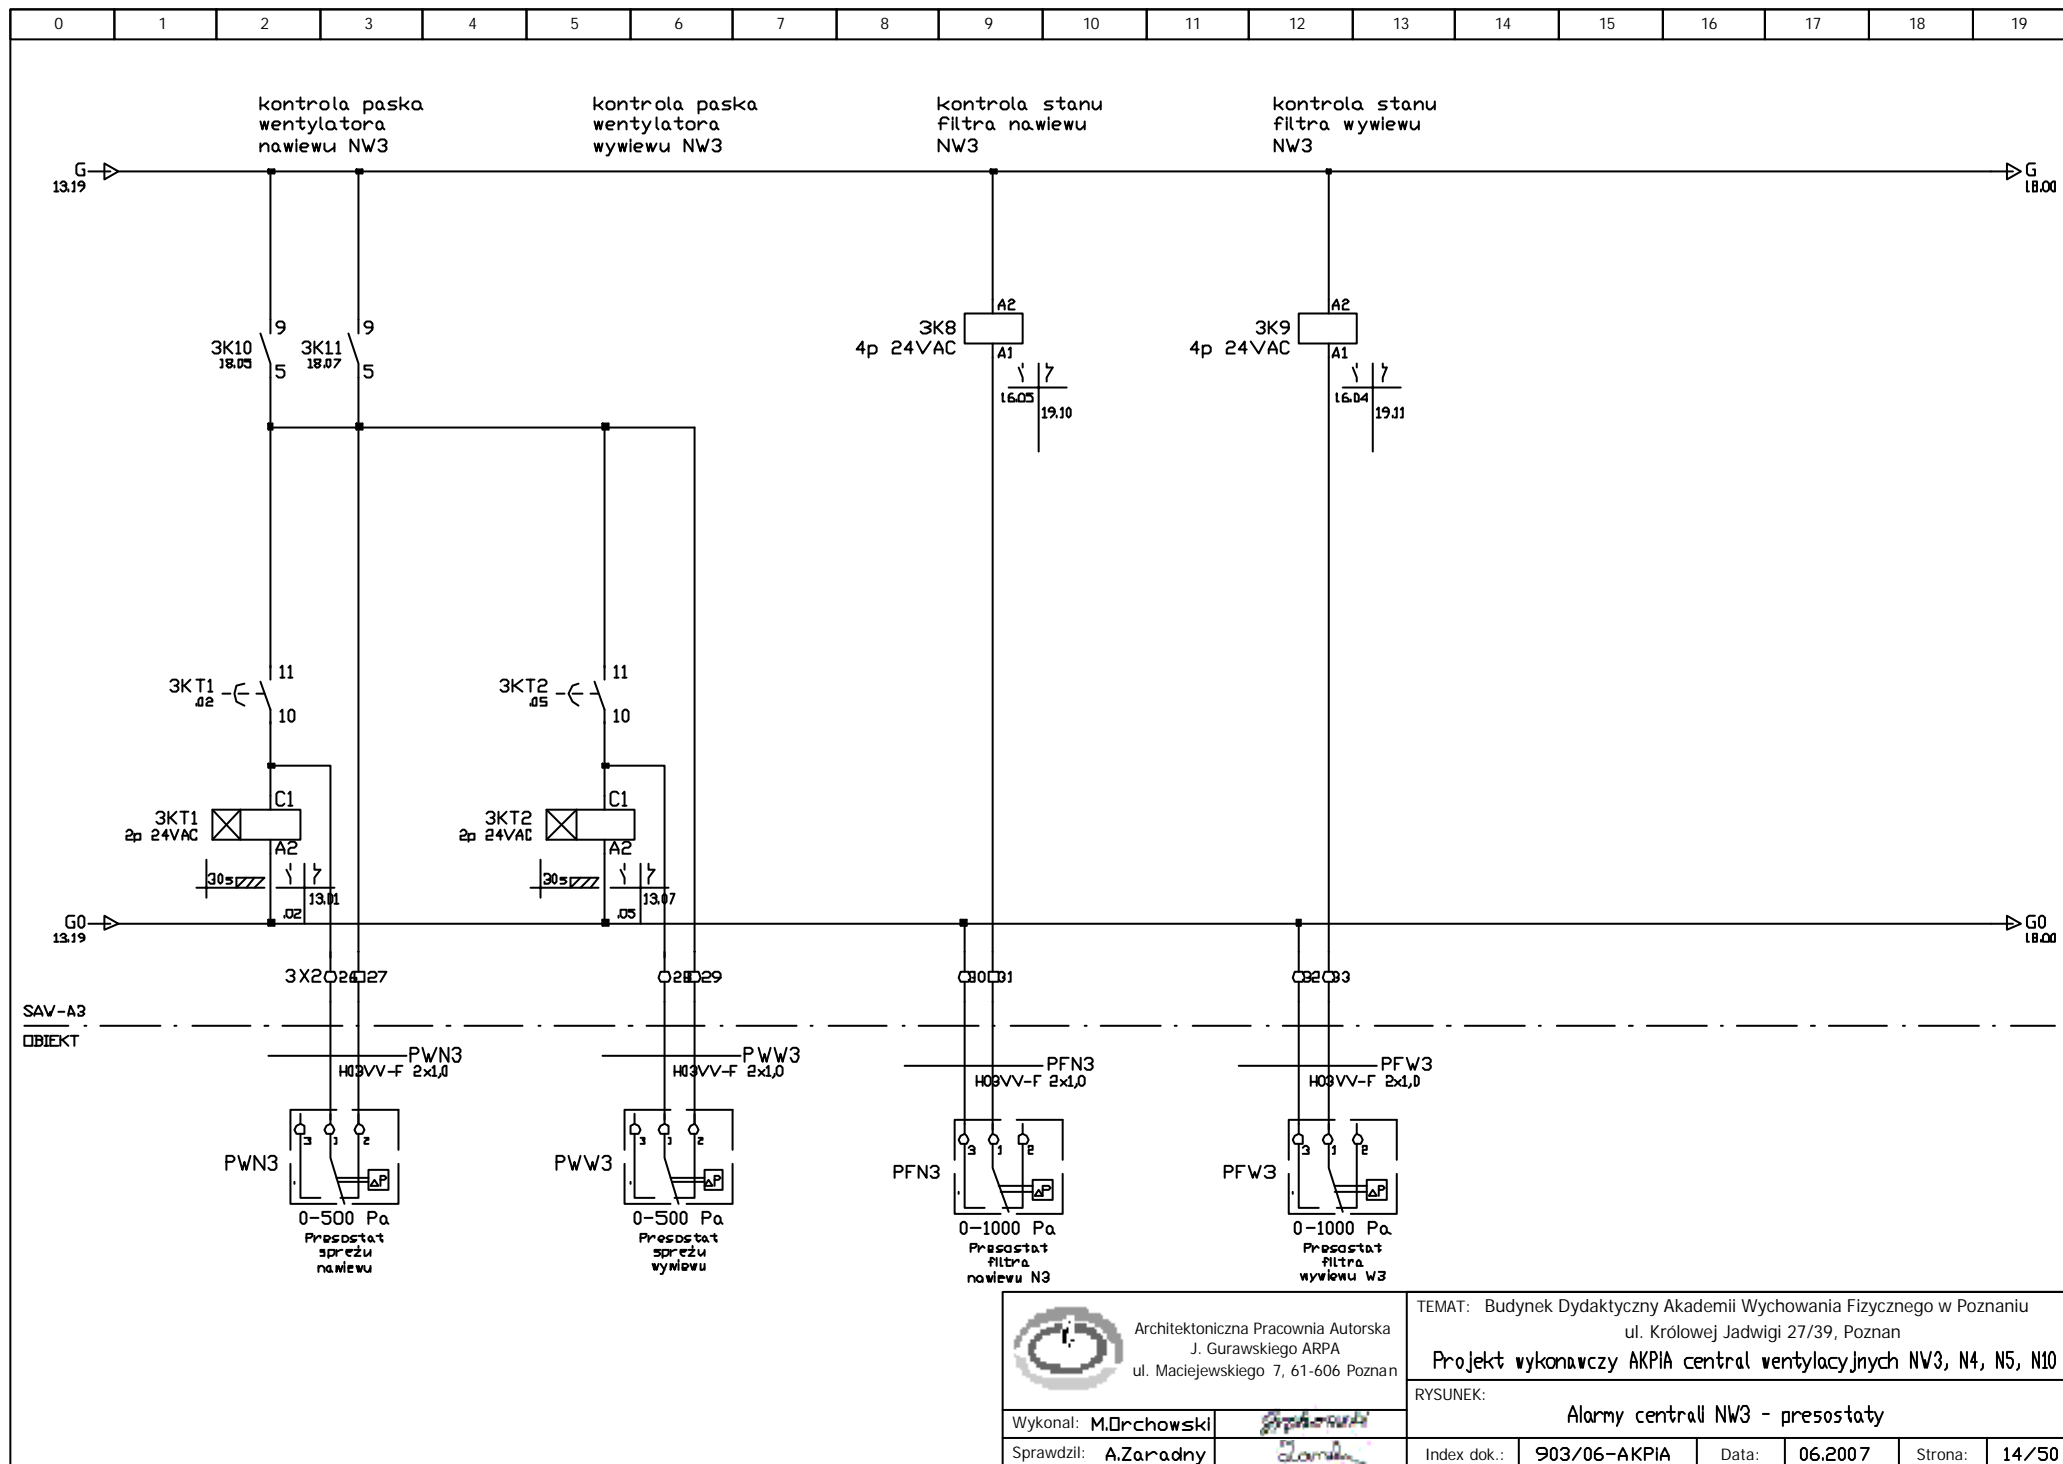 0 1 2 3 4 5 6 7 8 9 10 11 12 13 14 15 16 17 18 19
kontrola paska
wentylatora
nawiewu NW3
kontrola paska
wentylatora
wywiewu NW3
kontrola stanu
filtra nawiewu
NW3
kontrola stanu
filtra wywiewu
NW3
G
13.19
G
18.00
3K10
18.05
9
5
3K11
18.07
9
5
3K8
4p 24VAC
A2
A1
16.05
19.10
3K9
4p 24VAC
A2
A1
16.04
19.11
3KT1
.02
11
10
3KT2
.05
11
10
3KT1
2p 24VAC
C1
A2
30s
.02
13.01
3KT2
2p 24VAC
C1
A2
30s
.05
13.07
G0
13.19
G0
18.00
3X2 26 27
28 29
30 31
32 33
SAV-A3
OBIEKT
PWN3
H03VV-F 2x1,0
PWW3
H03VV-F 2x1,0
PFN3
H03VV-F 2x1,0
PFW3
H03VV-F 2x1,0
PWN3
3 1 2
ΔP
0-500 Pa
Presostat
spreżu
nawiewu
PWW3
3 1 2
ΔP
0-500 Pa
Presostat
spreżu
wywiewu
PFN3
3 1 2
ΔP
0-1000 Pa
Presostat
filtra
nawiewu N3
PFW3
3 1 2
ΔP
0-1000 Pa
Presostat
filtra
wywiewu W3
Architektoniczna Pracownia Autorska
J. Gurawskiego ARPA
ul. Maciejewskiego 7, 61-606 Poznan
TEMAT: Budynek Dydaktyczny Akademii Wychowania Fizycznego w Poznaniu
ul. Królowej Jadwigi 27/39, Poznan
Projekt wykonawczy AKPiA central wentylacyjnych NW3, N4, N5, N10
RYSUNEK:
Alarmy centrali NW3 - presostaty
Wykonal: M.Orchowski
Sprawdzil: A.Zaradny
Index dok.: 903/06-AKPiA Data: 06.2007 Strona: 14/50